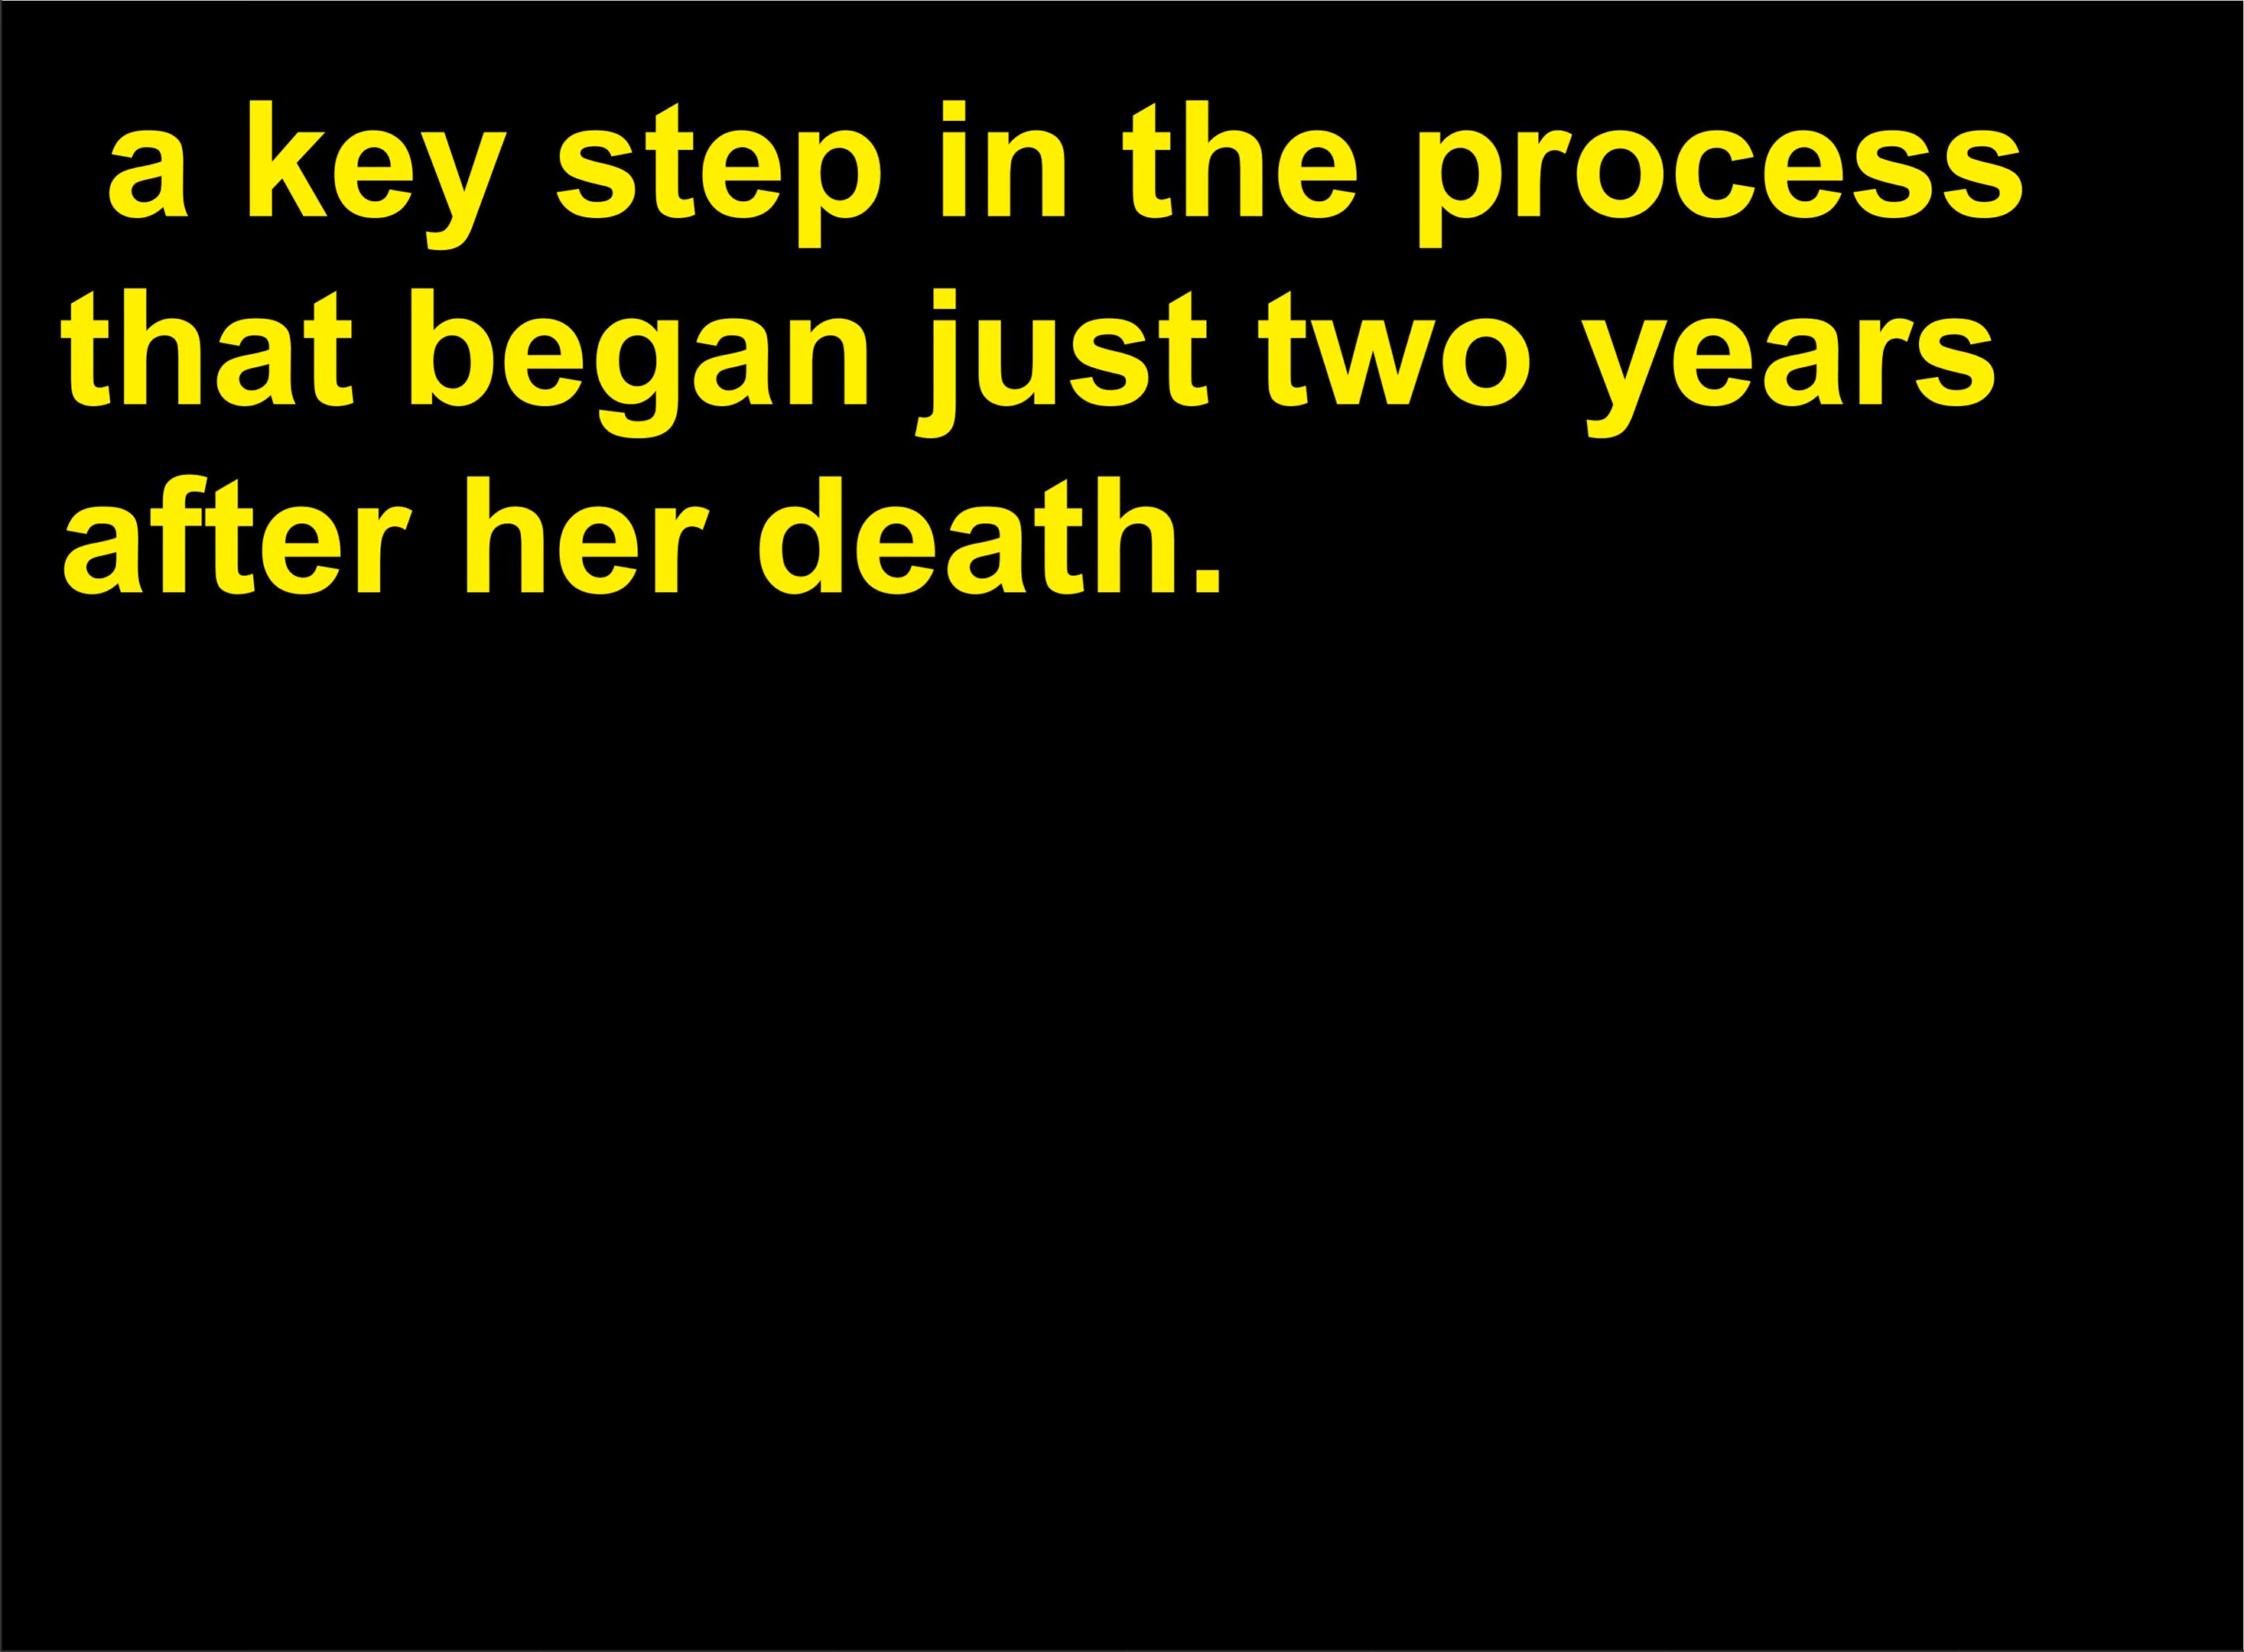 a key step in the process
that began just two years
after her death.